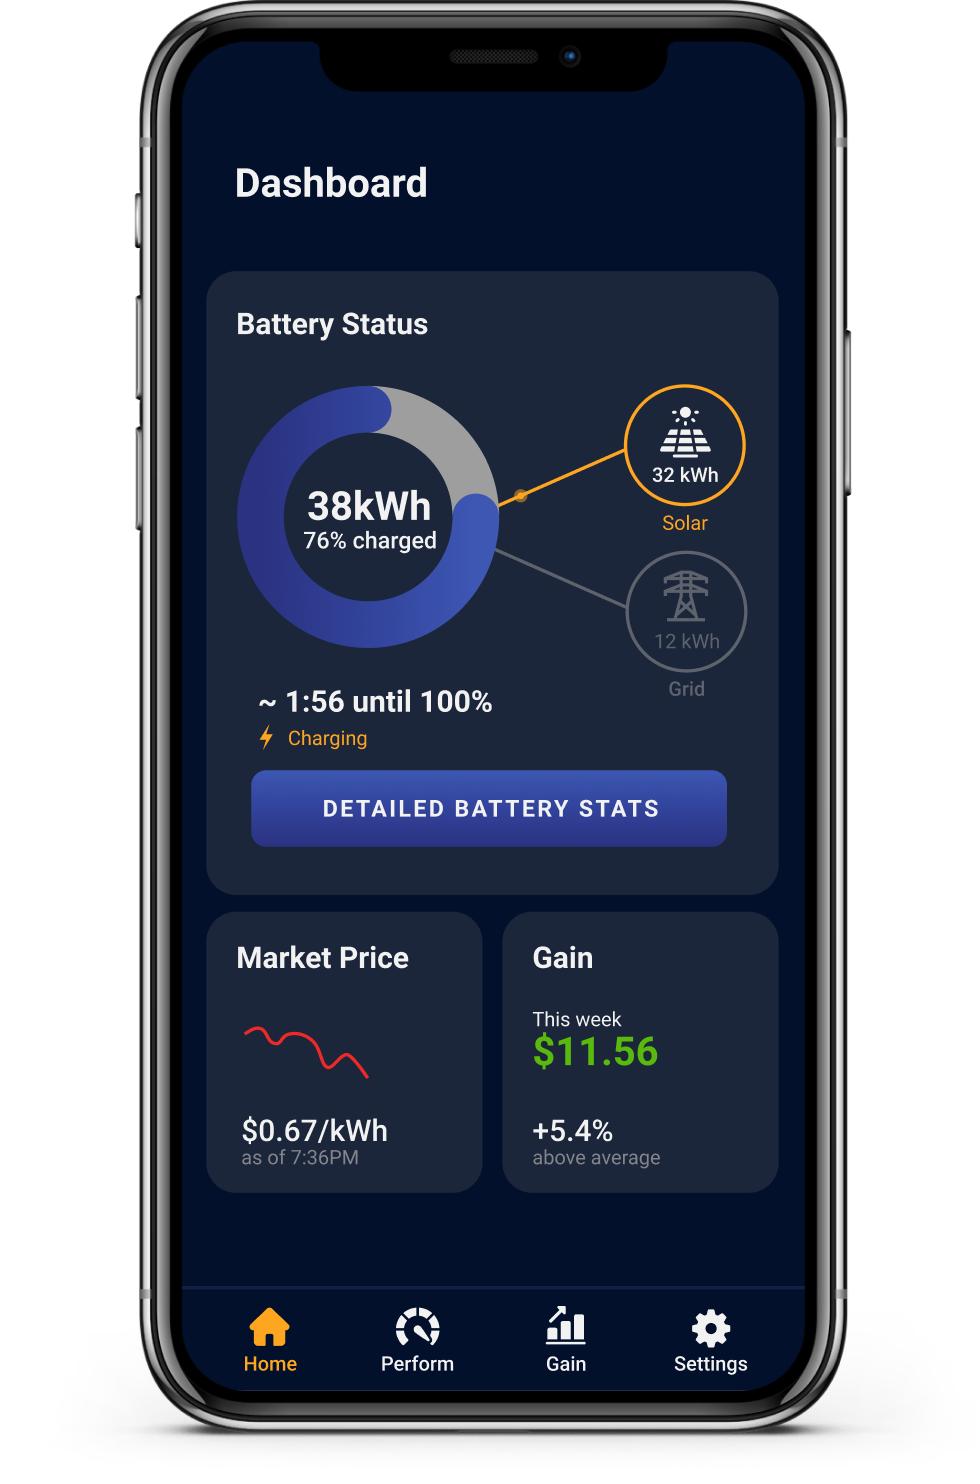 Dashboard
Battery Status
38kWh
76% charged
32 kWh
Solar
12 kWh
Grid
~ 1:56 until 100%
Charging
DETAILED BATTERY STATS
Market Price
$0.67/kWh
as of 7:36PM
Gain
This week
$11.56
+5.4%
above average
Home
Perform
Gain
Settings